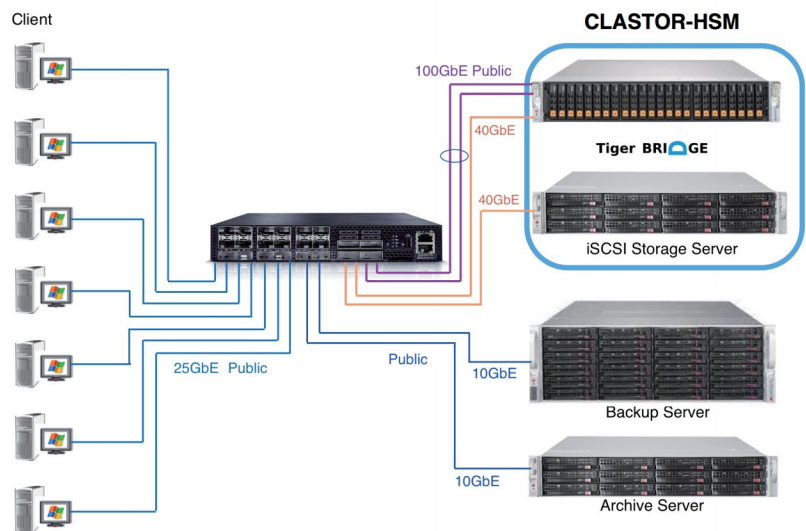 Client
CLASTOR-HSM
100GbE Public
40GbE
Tiger BRIDGE
40GbE
iSCSI Storage Server
25GbE Public
Public
10GbE
Backup Server
10GbE
Archive Server